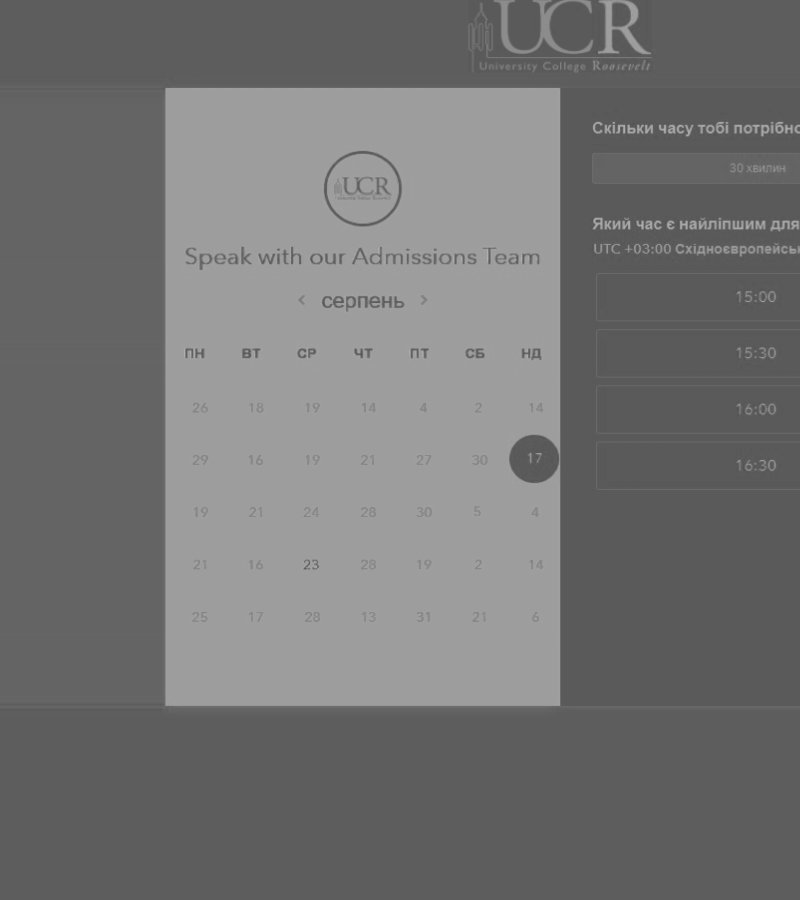 UCR
University College Roosevelt
Скільки часу тобі потрібно
30 хвилин
UCR
Який час є найліпшим для
UTC +03:00 Східноєвропейськ
Speak with our Admissions Team
15:00
‹ серпень ›
15:30
ПН ВТ СР ЧТ ПТ СБ НД
26 18 19 14 4 2 14
16:00
29 16 19 21 27 30 17
16:30
19 21 24 28 30 5 4
21 16 23 28 19 2 14
25 17 28 13 31 21 6